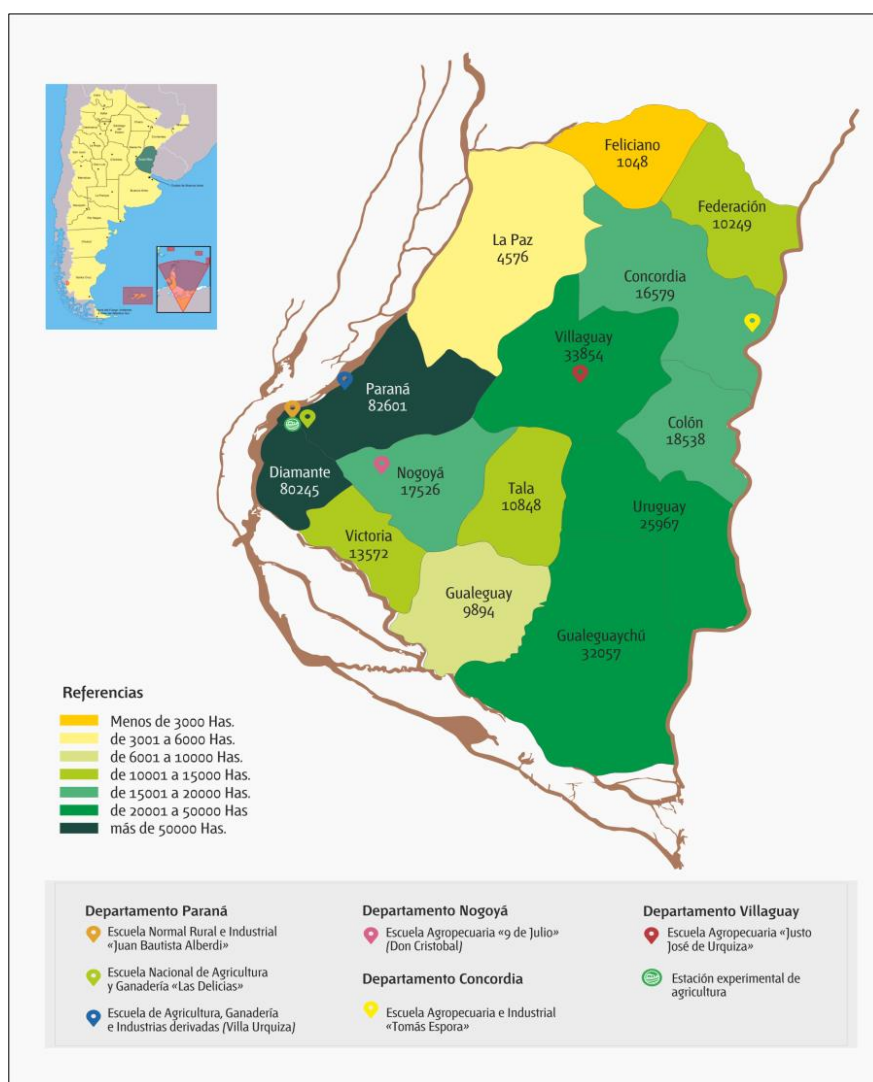 Feliciano
1048
Federación
10249
La Paz
4576
Concordia
16579
Villaguay
33854
Paraná
82601
Colón
18538
Diamante
80245
Nogoyá
17526
Tala
10848
Uruguay
25967
Victoria
13572
Gualeguay
9894
Gualeguaychú
32057
Referencias
Menos de 3000 Has.
de 3001 a 6000 Has.
de 6001 a 10000 Has.
de 10001 a 15000 Has.
de 15001 a 20000 Has.
de 20001 a 50000 Has
más de 50000 Has.
Departamento Paraná
Escuela Normal Rural e Industrial
«Juan Bautista Alberdi»
Escuela Nacional de Agricultura
y Ganadería «Las Delicias»
Escuela de Agricultura, Ganadería
e Industrias derivadas (Villa Urquiza)
Departamento Nogoyá
Escuela Agropecuaria «9 de Julio»
(Don Cristobal)
Departamento Concordia
Escuela Agropecuaria e Industrial
«Tomás Espora»
Departamento Villaguay
Escuela Agropecuaria «Justo
José de Urquiza»
Estación experimental de
agricultura